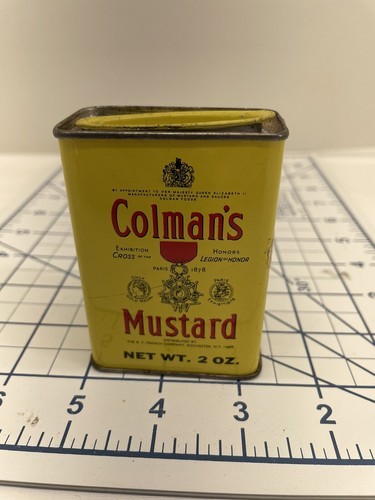 BY APPOINTMENT TO HER MAJESTY QUEEN ELIZABETH II
MANUFACTURERS OF MUSTARD AND SAUCES
COLMAN FOODS
Colman's
EXHIBITION HONORS
CROSS OF THE LEGION OF HONOR
PARIS 1878
Mustard
DISTRIBUTED BY
THE R. T. FRENCH COMPANY, ROCHESTER, N.Y.
NET WT. 2 OZ.
5 4 3 2